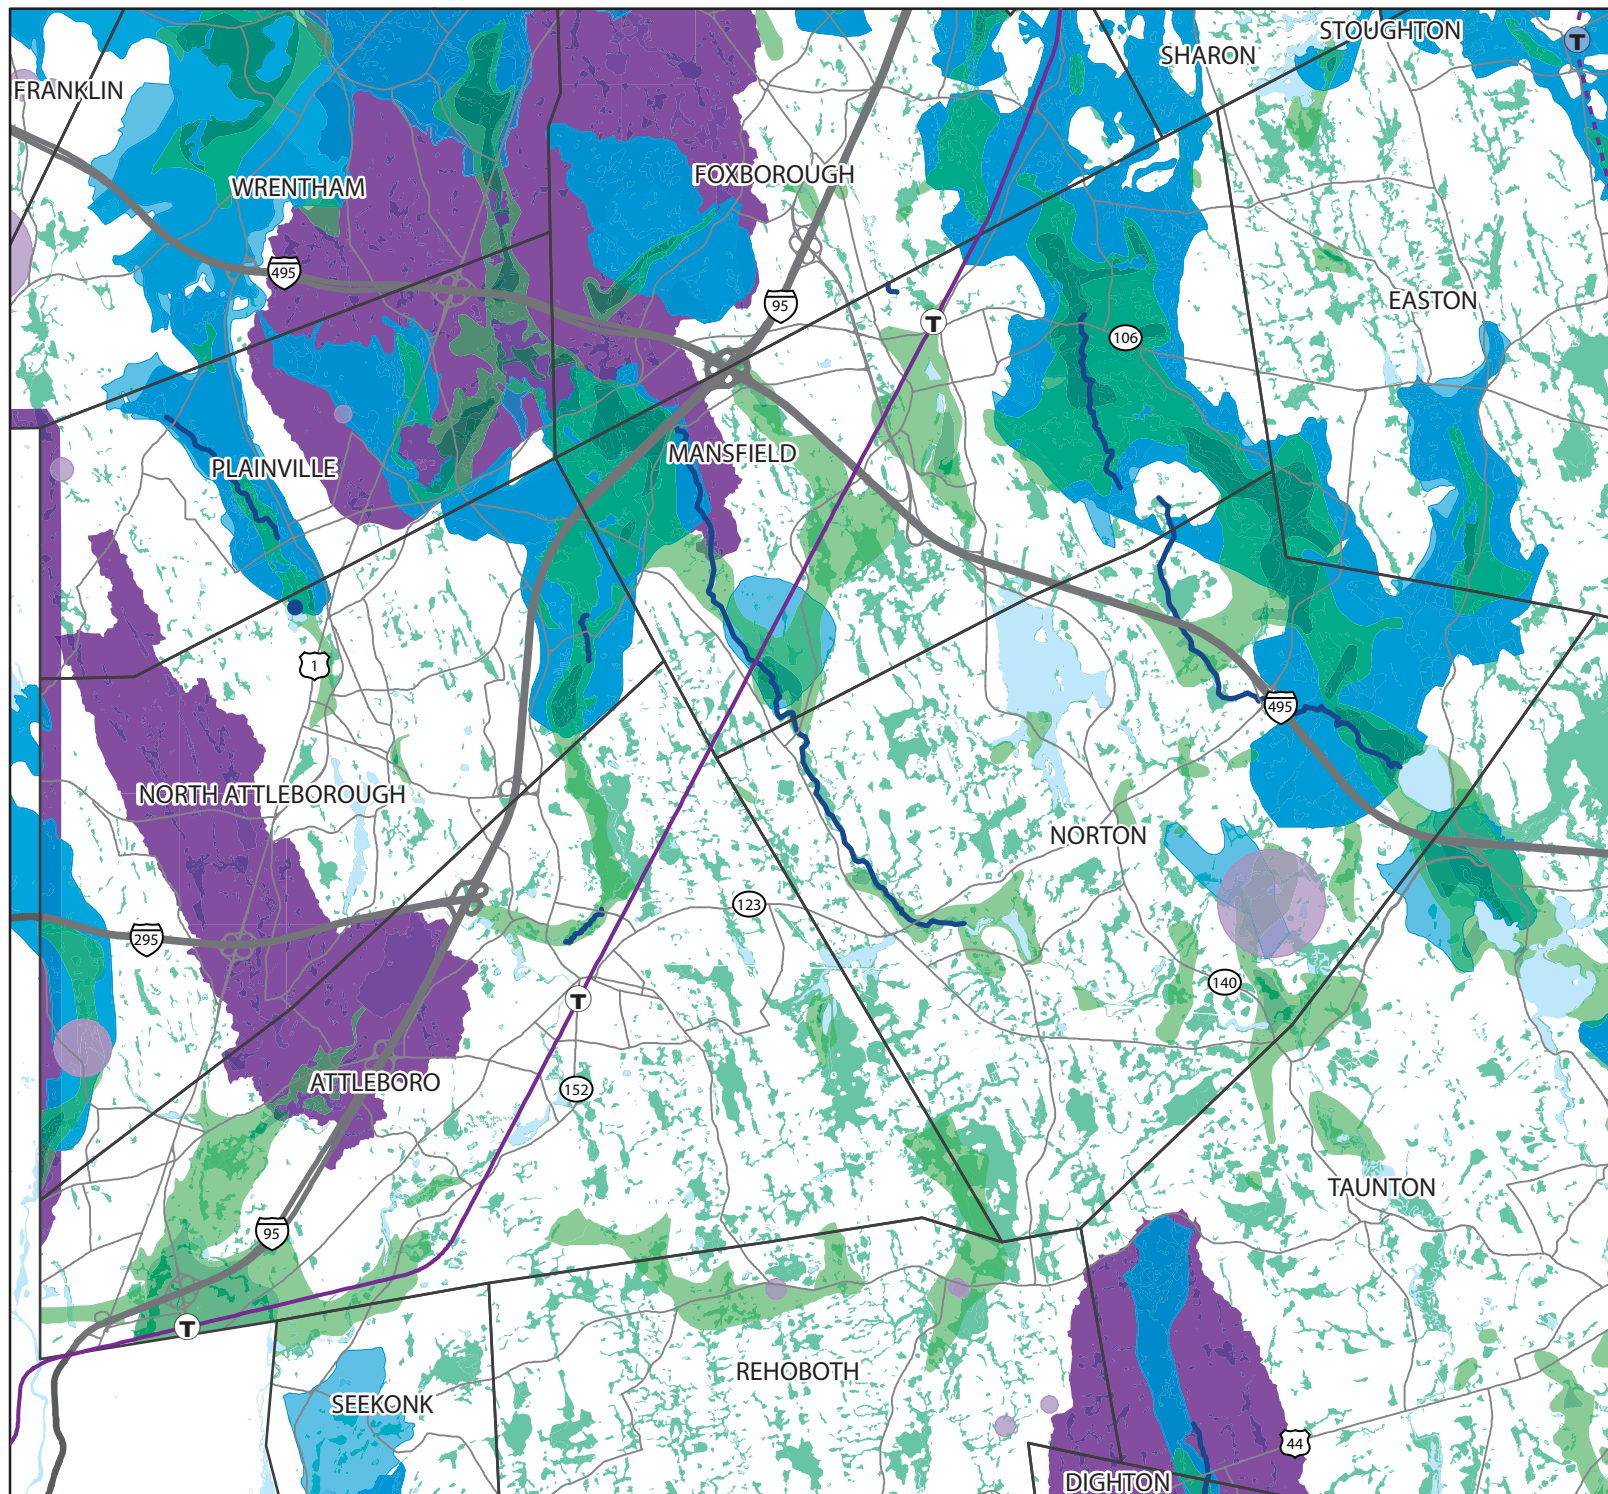 STOUGHTON
T
SHARON
FRANKLIN
FOXBOROUGH
WRENTHAM
495
EASTON
95
T
106
MANSFIELD
PLAINVILLE
1
495
NORTH ATTLEBOROUGH
NORTON
123
295
140
T
ATTLEBORO
152
TAUNTON
95
T
REHOBOTH
SEEKONK
44
DIGHTON